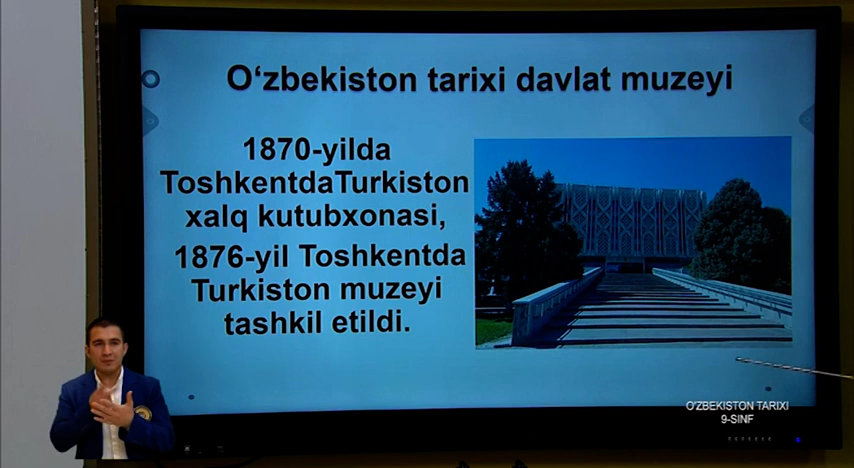 O‘zbekiston tarixi davlat muzeyi
1870-yilda
ToshkentdaTurkiston
xalq kutubxonasi,
1876-yil Toshkentda
Turkiston muzeyi
tashkil etildi.
O'ZBEKISTON TARIXI
9-SINF